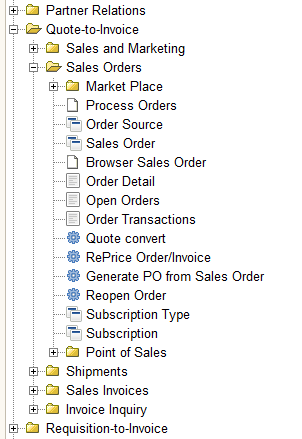 Partner Relations
Quote-to-Invoice
Sales and Marketing
Sales Orders
Market Place
Process Orders
Order Source
Sales Order
Browser Sales Order
Order Detail
Open Orders
Order Transactions
Quote convert
RePrice Order/Invoice
Generate PO from Sales Order
Reopen Order
Subscription Type
Subscription
Point of Sales
Shipments
Sales Invoices
Invoice Inquiry
Requisition-to-Invoice